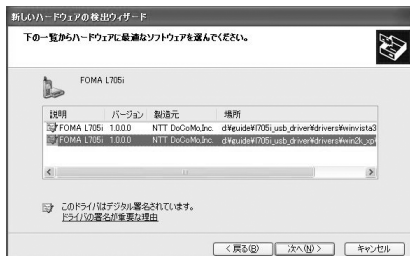 新しいハードウェアの検出ウィザード
下の一覧からハードウェアに最適なソフトウェアを選んでください。
FOMA L705i
説明 バージョン 製造元 場所
FOMA L705i 1.0.0.0 NTT DoCoMo,Inc. d:¥guide¥l705i_usb_driver¥drivers¥winvista3
FOMA L705i 1.0.0.0 NTT DoCoMo,Inc. d:¥guide¥l705i_usb_driver¥drivers¥win2k_xp¥
このドライバはデジタル署名されています。
ドライバの署名が重要な理由
< 戻る(B) 次へ(N) > キャンセル